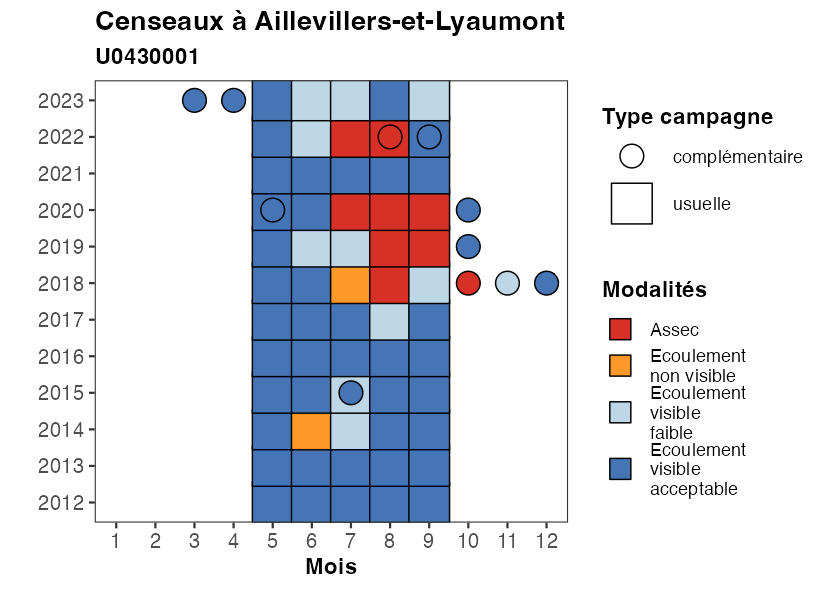 Censeaux à Aillevillers-et-Lyaumont
U0430001
2023
2022
2021
2020
2019
2018
2017
2016
2015
2014
2013
2012
1 2 3 4 5 6 7 8 9 10 11 12
Mois
Type campagne
complémentaire
usuelle
Modalités
Assec
Ecoulement
non visible
Ecoulement
visible
faible
Ecoulement
visible
acceptable